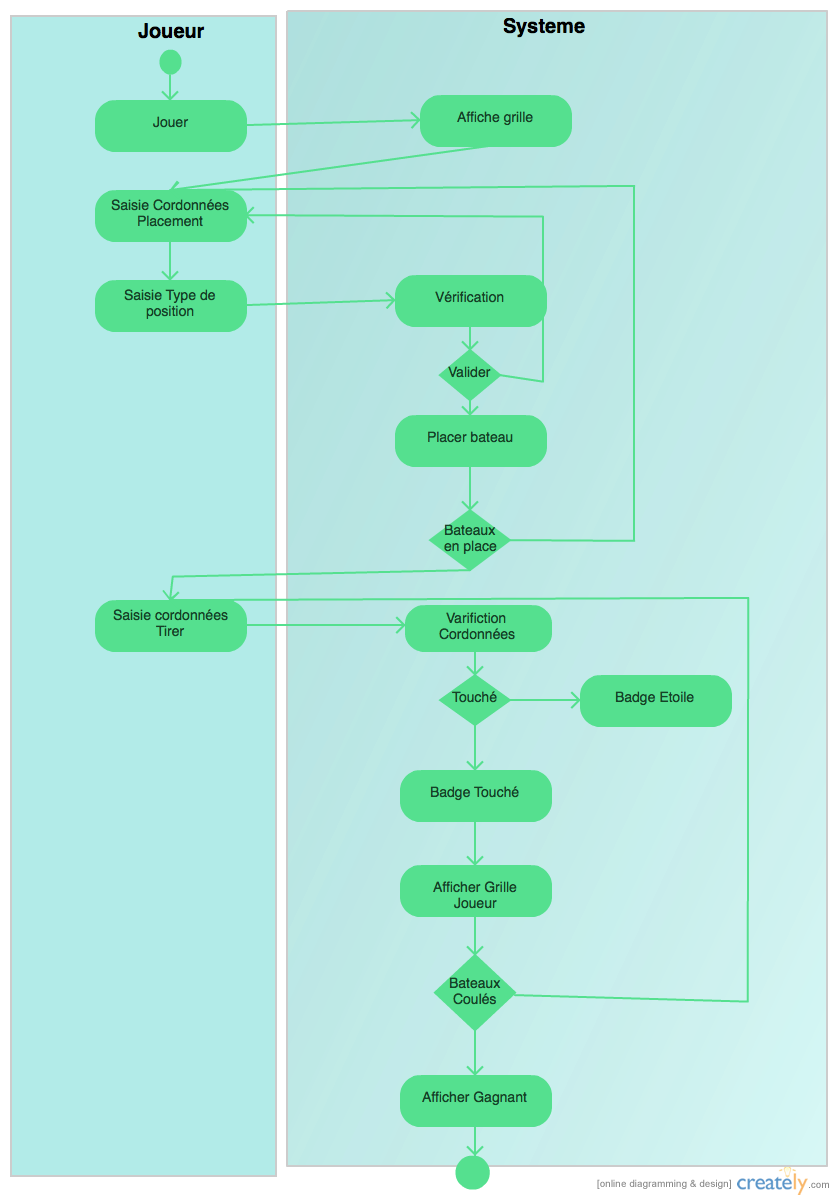 Joueur
Systeme
Jouer
Affiche grille
Saisie Cordonnées
Placement
Saisie Type de
position
Vérification
Valider
Placer bateau
Bateaux
en place
Saisie cordonnées
Tirer
Varifiction
Cordonnées
Touché
Badge Etoile
Badge Touché
Afficher Grille
Joueur
Bateaux
Coulés
Afficher Gagnant
[online diagramming & design] creately.com